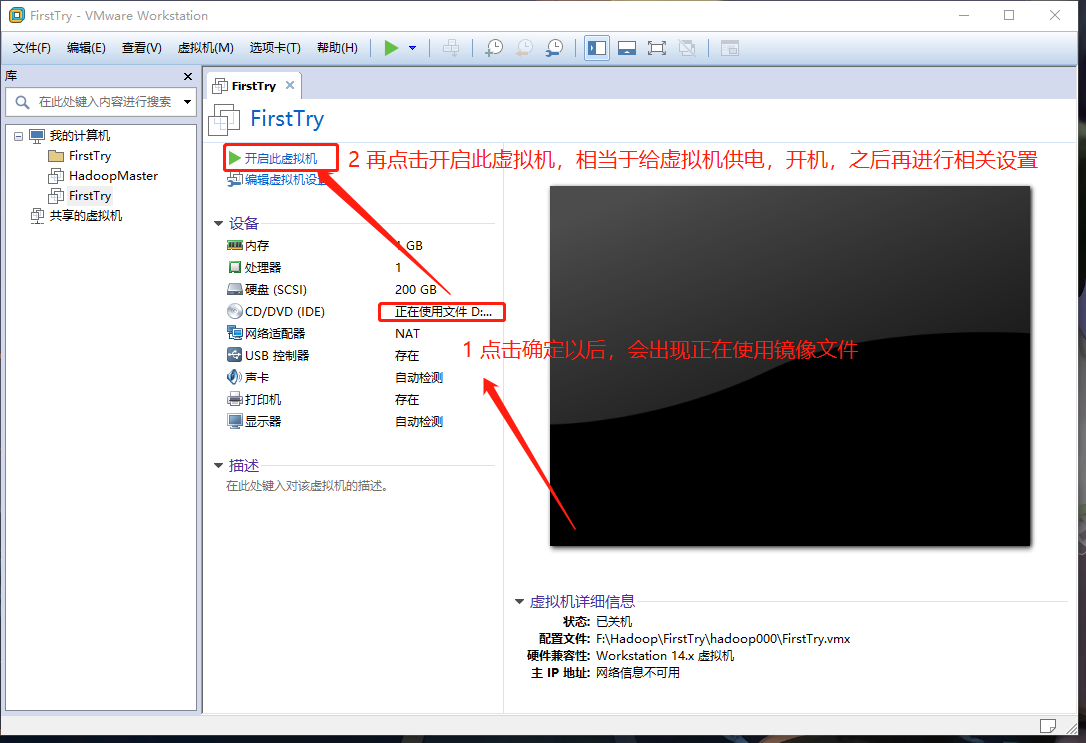 FirstTry - VMware Workstation
文件(F) 编辑(E) 查看(V) 虚拟机(M) 选项卡(T) 帮助(H)
库
在此处键入内容进行搜索
我的计算机
FirstTry
HadoopMaster
FirstTry
共享的虚拟机
FirstTry
FirstTry
开启此虚拟机
2 再点击开启此虚拟机，相当于给虚拟机供电，开机，之后再进行相关设置
编辑虚拟机设置
设备
内存 1 GB
处理器 1
硬盘 (SCSI) 200 GB
CD/DVD (IDE) 正在使用文件 D:...
网络适配器 NAT
1 点击确定以后，会出现正在使用镜像文件
USB 控制器 存在
声卡 自动检测
打印机 存在
显示器 自动检测
描述
在此处键入对该虚拟机的描述。
虚拟机详细信息
状态: 已关机
配置文件: F:\Hadoop\FirstTry\hadoop000\FirstTry.vmx
硬件兼容性: Workstation 14.x 虚拟机
主 IP 地址: 网络信息不可用